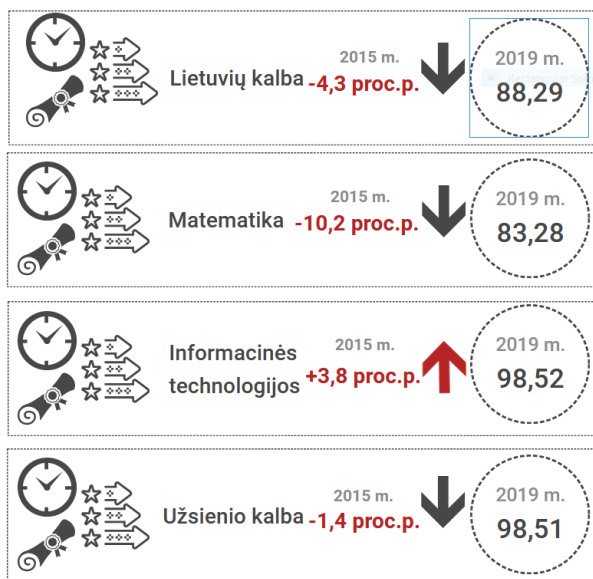 2015 m.
Lietuvių kalba -4,3 proc.p.
2019 m.
88,29
2015 m.
Matematika -10,2 proc.p.
2019 m.
83,28
Informacinės
technologijos
2015 m.
+3,8 proc.p.
2019 m.
98,52
2015 m.
Užsienio kalba -1,4 proc.p.
2019 m.
98,51